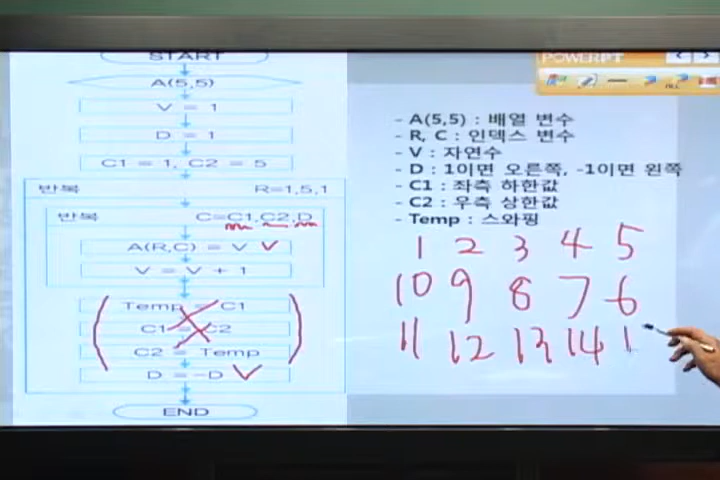 START
A(5,5)
V = 1
D = 1
C1 = 1, C2 = 5
반복 R=1,5,1
반복 C=C1,C2,D
A(R,C) = V
V = V + 1
Temp = C1
C1 = C2
C2 = Temp
D = -D
END
POWERPT
- A(5,5) : 배열 변수
- R, C : 인덱스 변수
- V : 자연수
- D : 1이면 오른쪽, -1이면 왼쪽
- C1 : 좌측 하한값
- C2 : 우측 상한값
- Temp : 스와핑
1 2 3 4 5
10 9 8 7 6
11 12 13 14 1